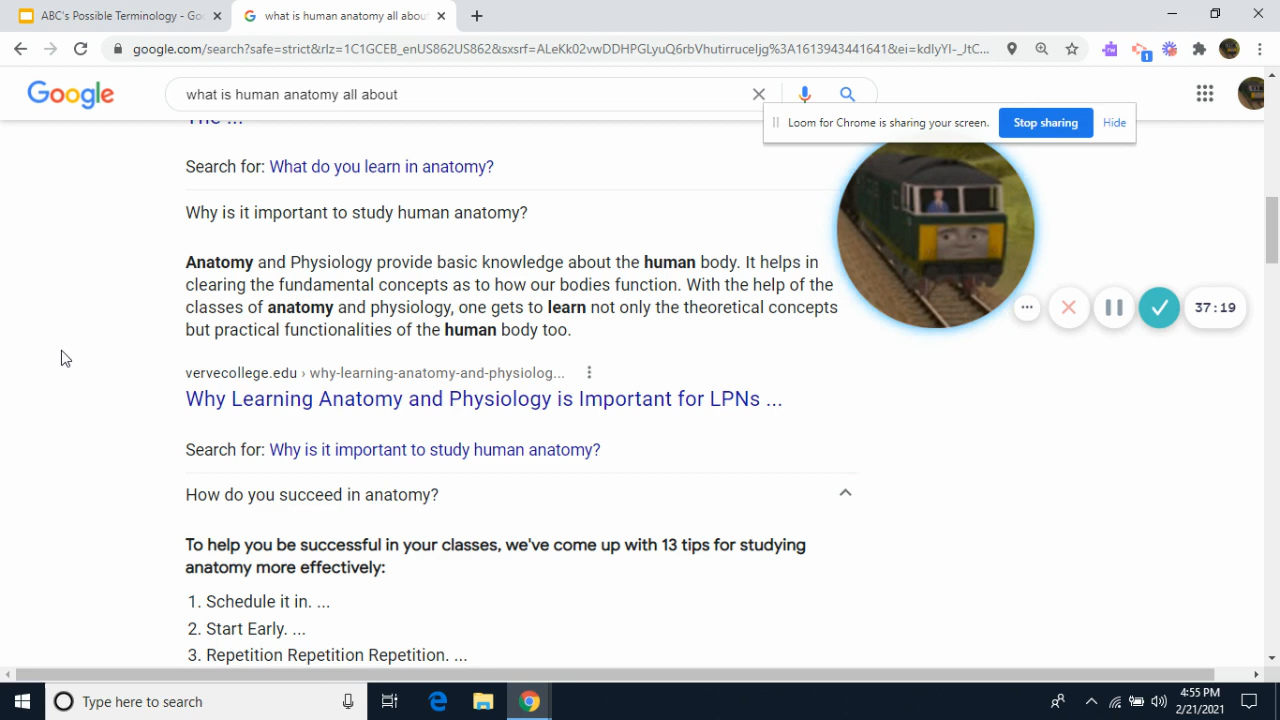 ABC's Possible Terminology - Goo
what is human anatomy all about
google.com/search?safe=strict&rlz=1C1GCEB_enUS862US862&sxsrf=ALeKk02vwDDHPGLyuQ6rbVhutirruceIjg%3A1613943441641&ei=kdIyYI-_JtC...
Google
what is human anatomy all about
Loom for Chrome is sharing your screen.
Stop sharing
Hide
The ...
Search for: What do you learn in anatomy?
Why is it important to study human anatomy?
Anatomy and Physiology provide basic knowledge about the human body. It helps in
clearing the fundamental concepts as to how our bodies function. With the help of the
classes of anatomy and physiology, one gets to learn not only the theoretical concepts
but practical functionalities of the human body too.
37:19
vervecollege.edu › why-learning-anatomy-and-physiolog...
Why Learning Anatomy and Physiology is Important for LPNs ...
Search for: Why is it important to study human anatomy?
How do you succeed in anatomy?
To help you be successful in your classes, we've come up with 13 tips for studying
anatomy more effectively:
1. Schedule it in. ...
2. Start Early. ...
3. Repetition Repetition Repetition. ...
Type here to search
4:55 PM
2/21/2021